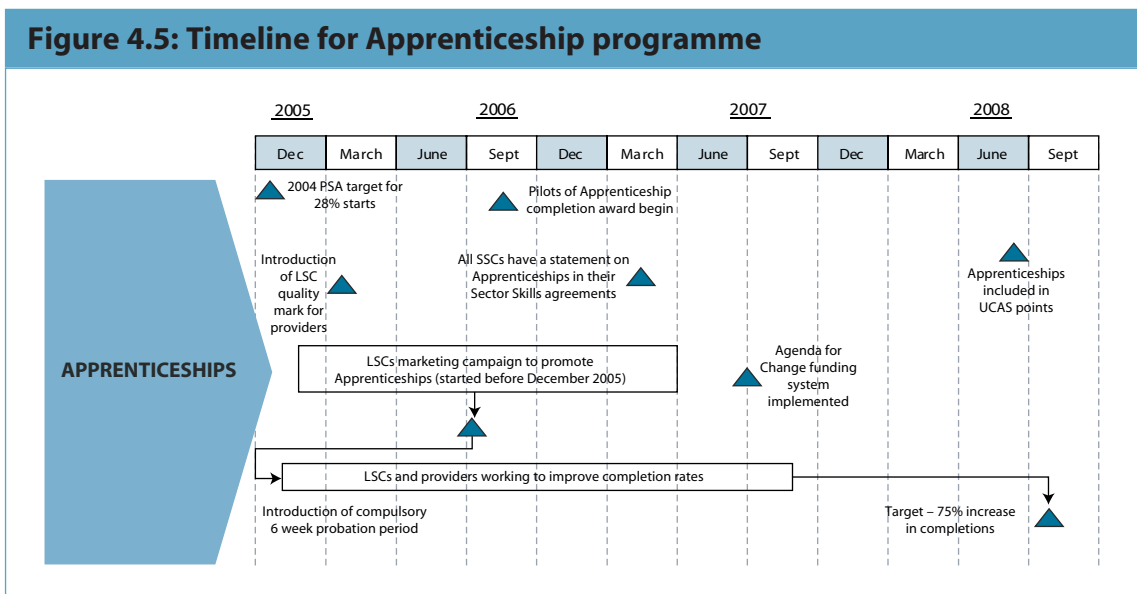 Figure 4.5: Timeline for Apprenticeship programme
2005 2006 2007 2008
Dec March June Sept Dec March June Sept Dec March June Sept
2004 PSA target for
28% starts
Pilots of Apprenticeship
completion award begin
Introduction
of LSC
quality
mark for
providers
All SSCs have a statement on
Apprenticeships in their
Sector Skills agreements
Apprenticeships
included in
UCAS points
APPRENTICESHIPS
LSCs marketing campaign to promote
Apprenticeships (started before December 2005)
Agenda for
Change funding
system
implemented
LSCs and providers working to improve completion rates
Introduction of compulsory
6 week probation period
Target – 75% increase
in completions